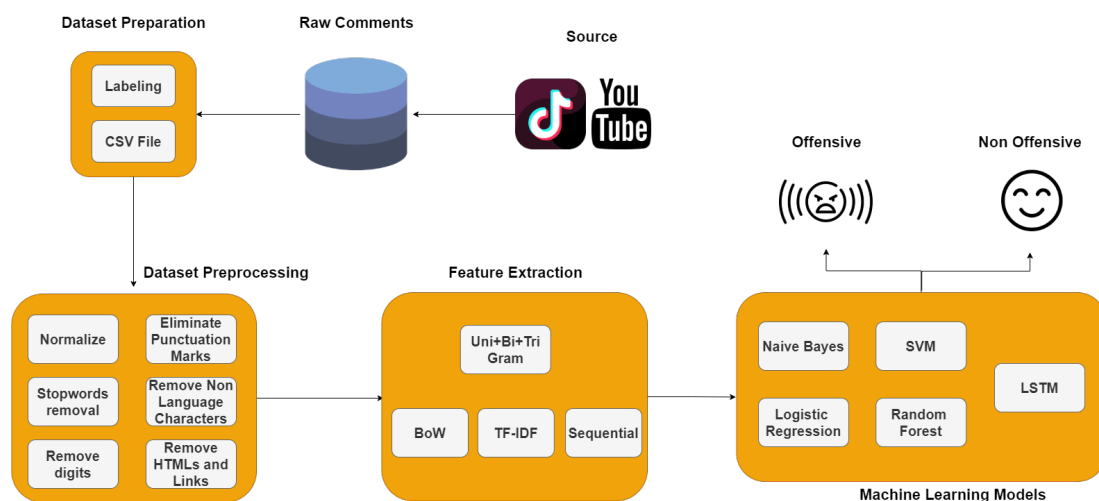 Dataset Preparation
Raw Comments
Source
Labeling
CSV File
You
Tube
Offensive
Non Offensive
Dataset Preprocessing
Normalize
Eliminate
Punctuation
Marks
Stopwords
removal
Remove Non
Language
Characters
Remove
digits
Remove
HTMLs and
Links
Feature Extraction
Uni+Bi+Tri
Gram
BoW
TF-IDF
Sequential
Naive Bayes
SVM
LSTM
Logistic
Regression
Random
Forest
Machine Learning Models